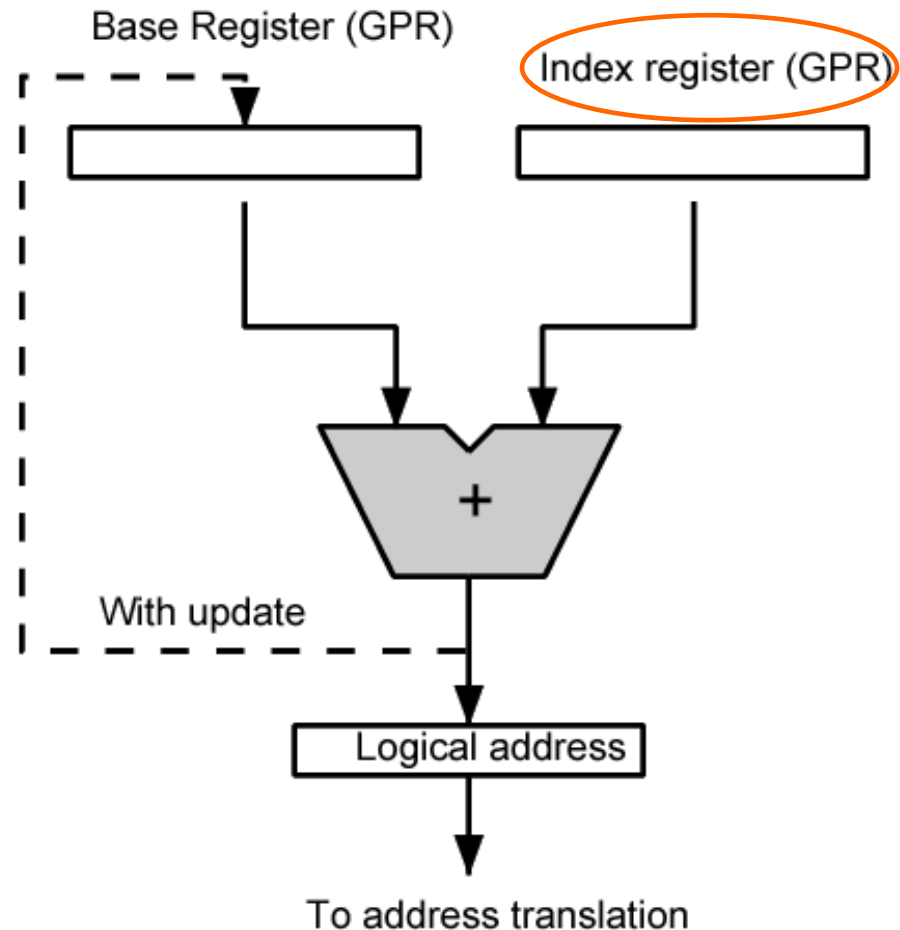 Base Register (GPR)
Index register (GPR)
+
With update
Logical address
To address translation